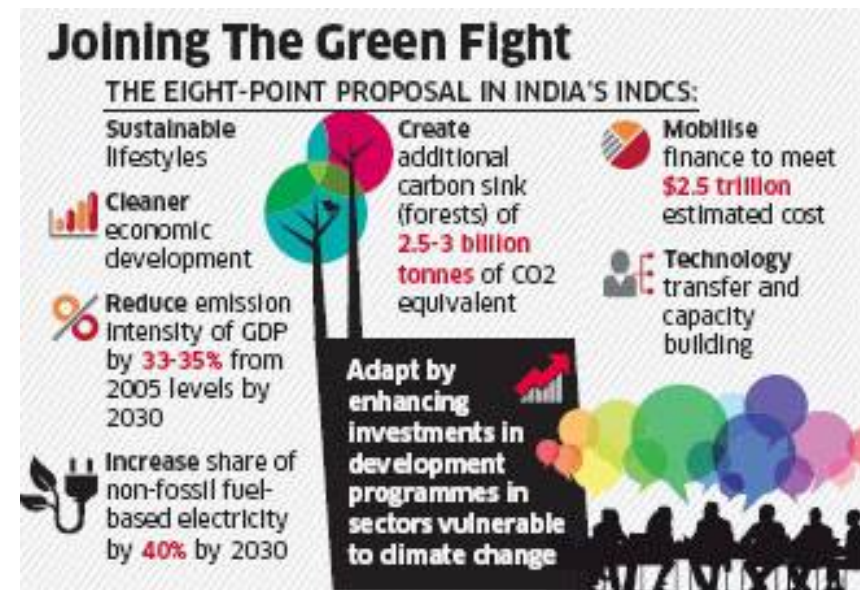 Joining The Green Fight
THE EIGHT-POINT PROPOSAL IN INDIA'S INDCS:
Sustainable
lifestyles
Cleaner
economic
development
Reduce emission
intensity of GDP
by 33-35% from
2005 levels by
2030
Increase share of
non-fossil fuel-
based electricity
by 40% by 2030
Create
additional
carbon sink
(forests) of
2.5-3 billion
tonnes of CO2
equivalent
Adapt by
enhancing
investments in
development
programmes in
sectors vulnerable
to climate change
Mobilise
finance to meet
$2.5 trillion
estimated cost
Technology
transfer and
capacity
building